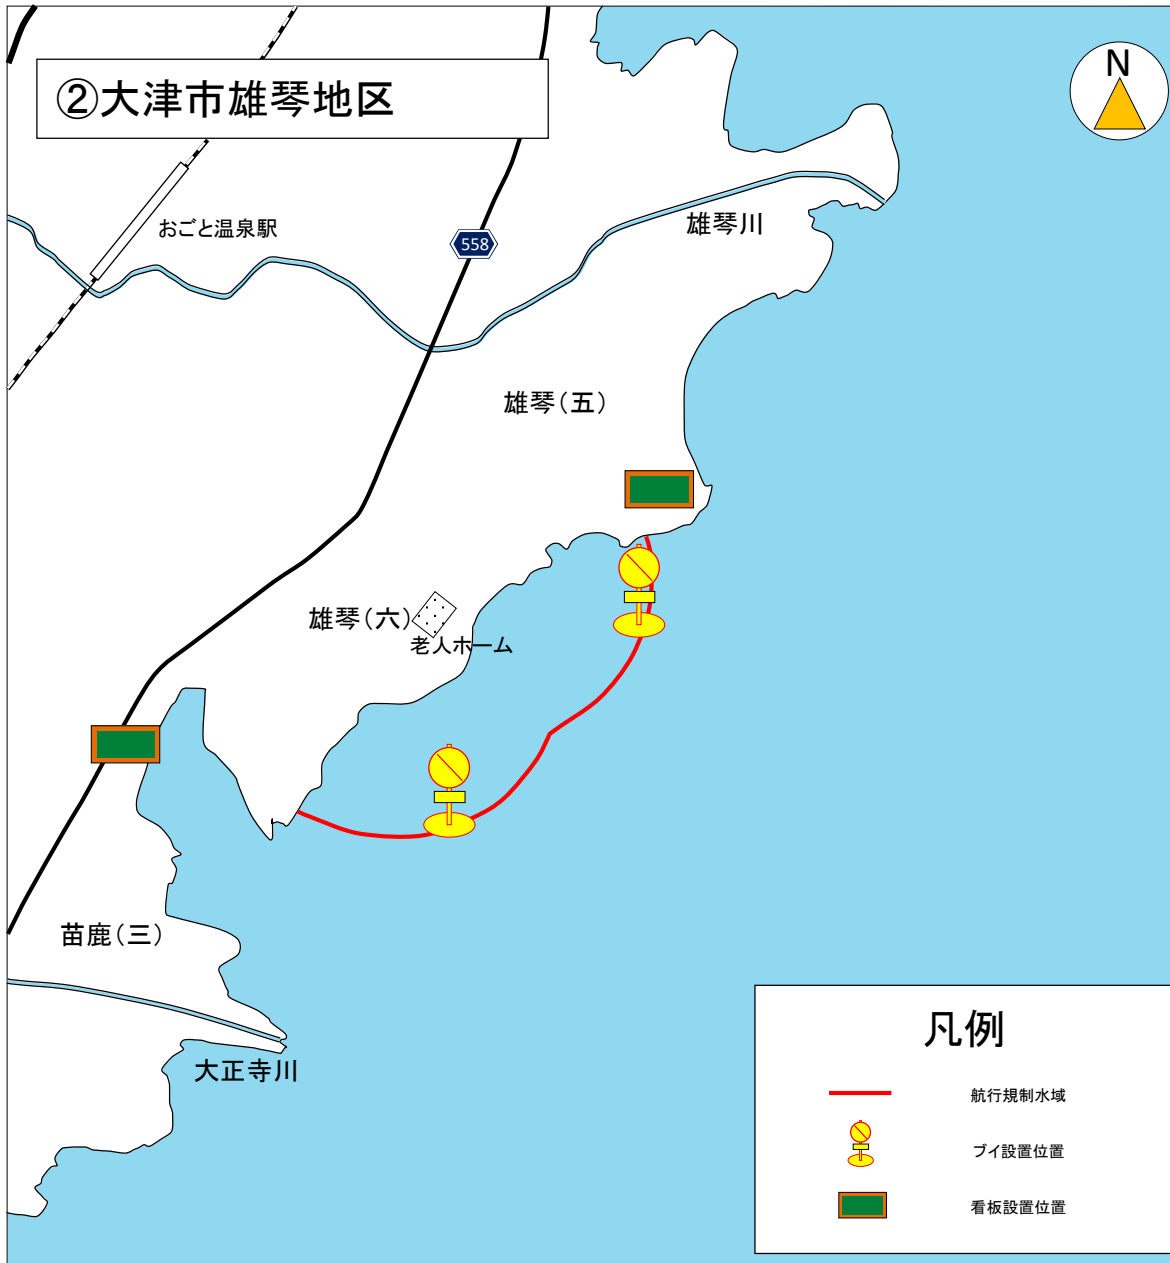 ②大津市雄琴地区
N
おごと温泉駅
558
雄琴川
雄琴(五)
雄琴(六)
老人ホーム
苗鹿(三)
大正寺川
凡例
航行規制水域
ブイ設置位置
看板設置位置